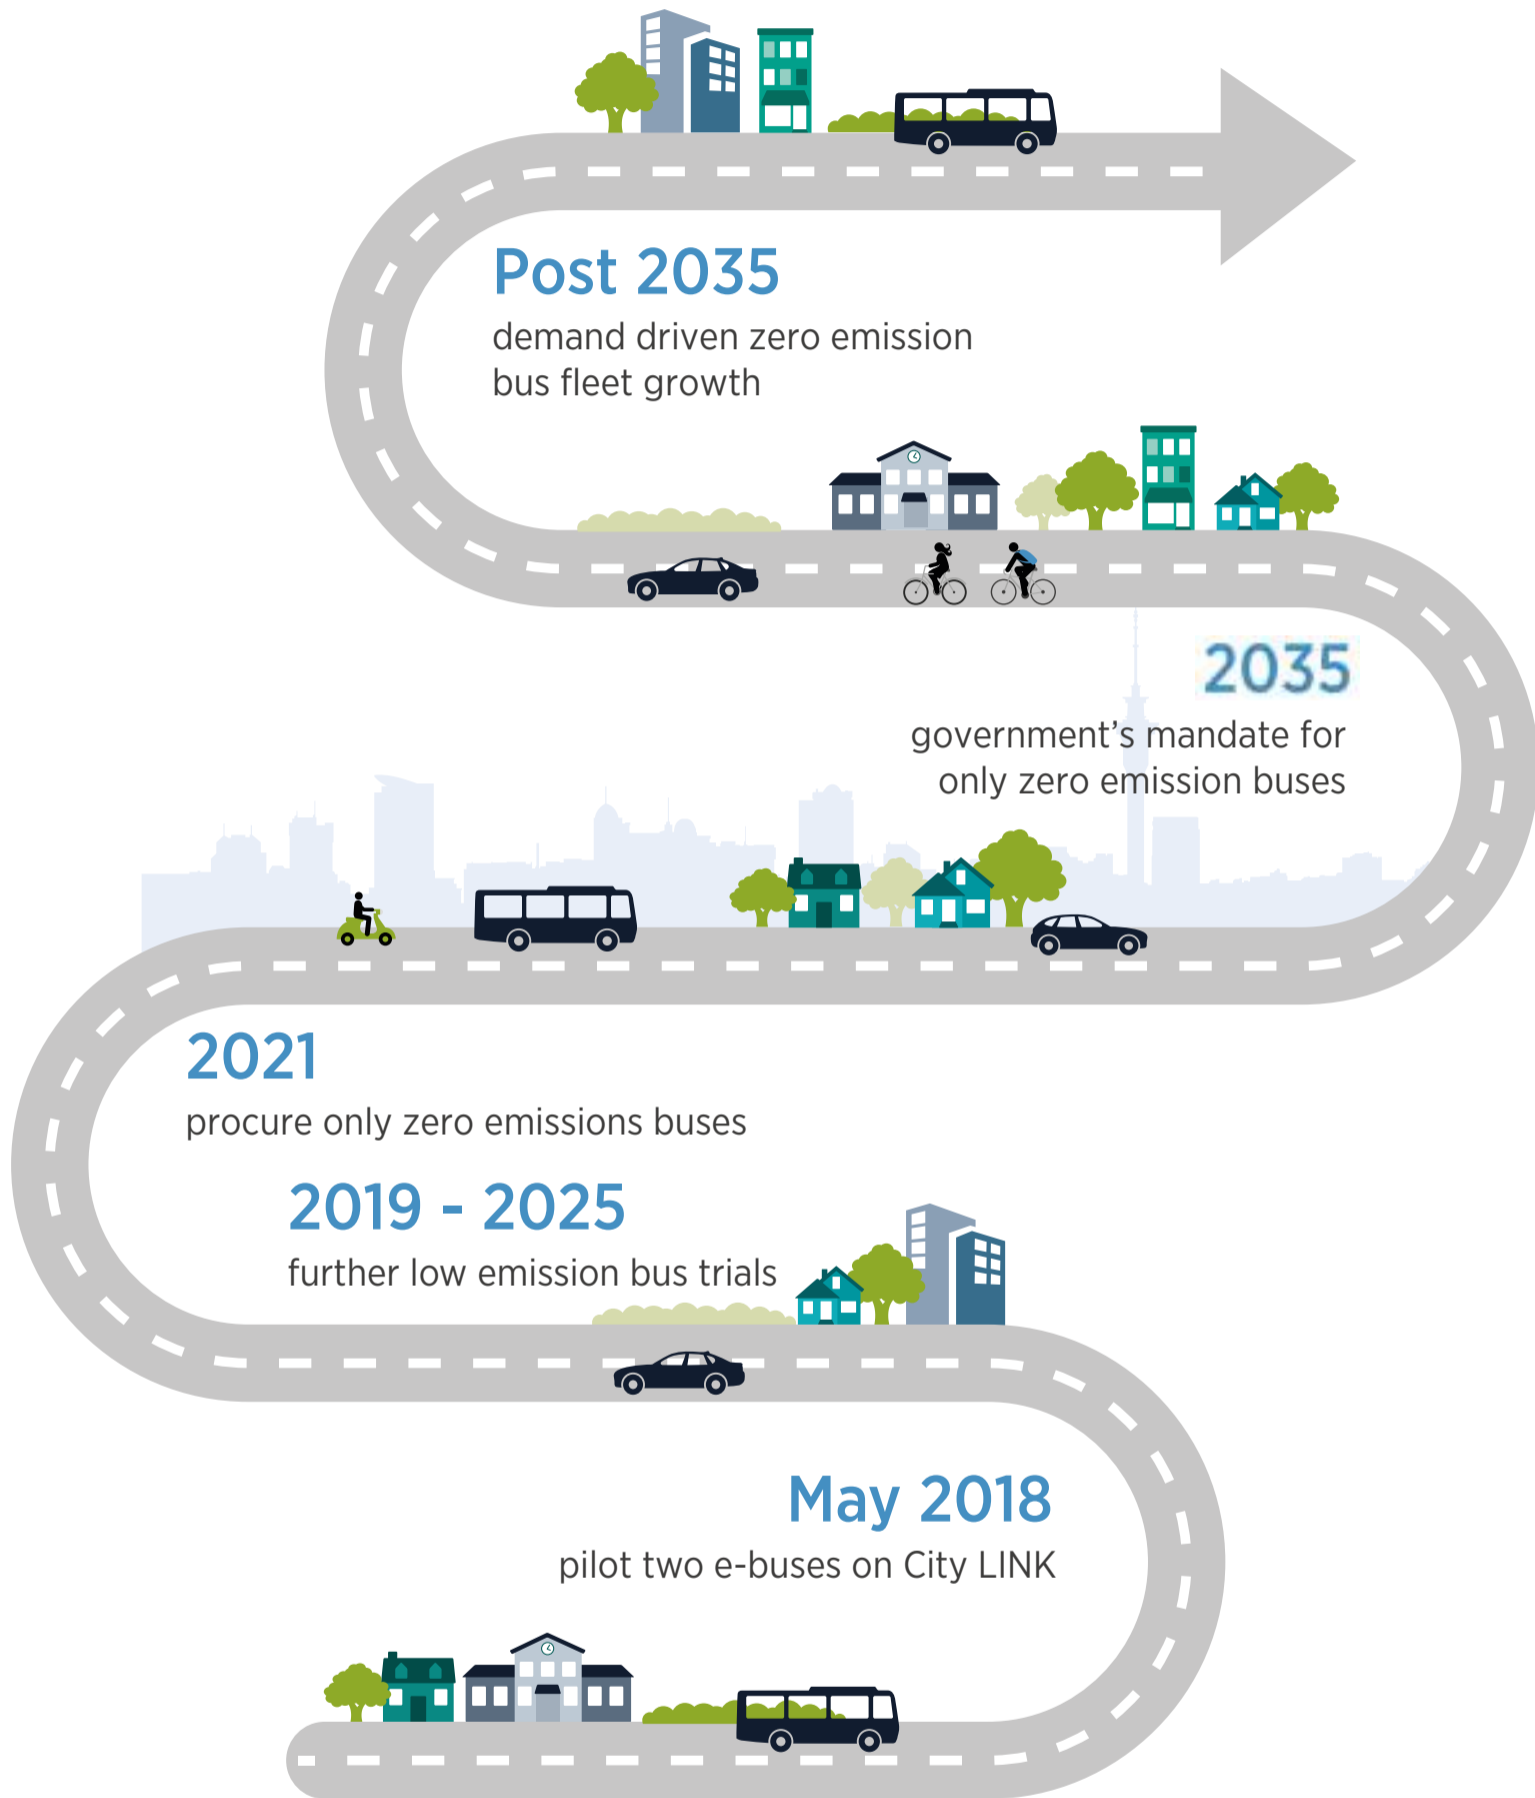 Post 2035
demand driven zero emission
bus fleet growth
2035
government’s mandate for
only zero emission buses
2021
procure only zero emissions buses
2019 - 2025
further low emission bus trials
May 2018
pilot two e-buses on City LINK